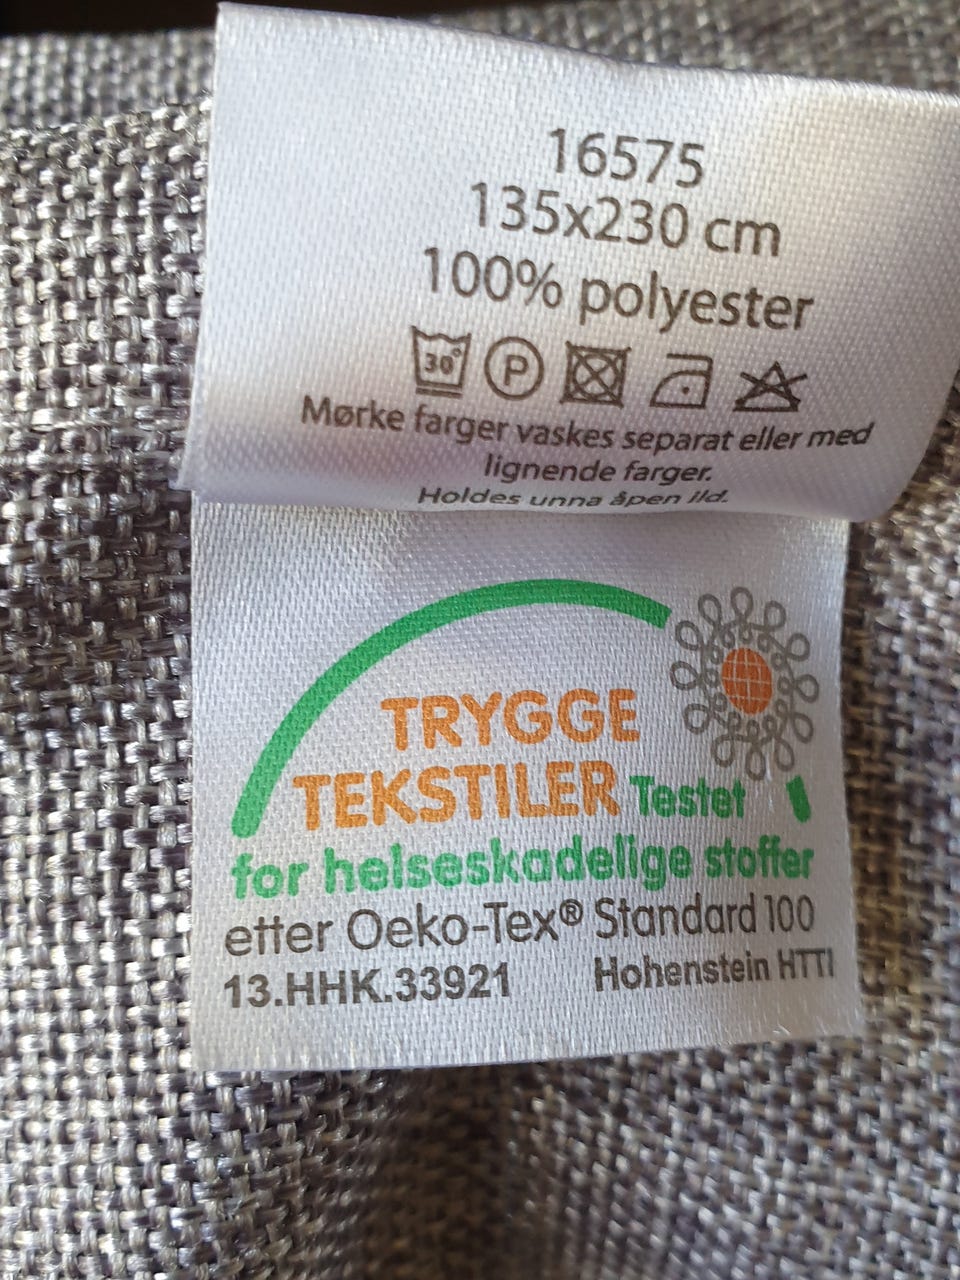 16575
135x230 cm
100% polyester
30° P
Mørke farger vaskes separat eller med
lignende farger.
Holdes unna åpen ild.
TRYGGE
TEKSTILER Testet
for helseskadelige stoffer
etter Oeko-Tex® Standard 100
13.HHK.33921 Hohenstein HTTI